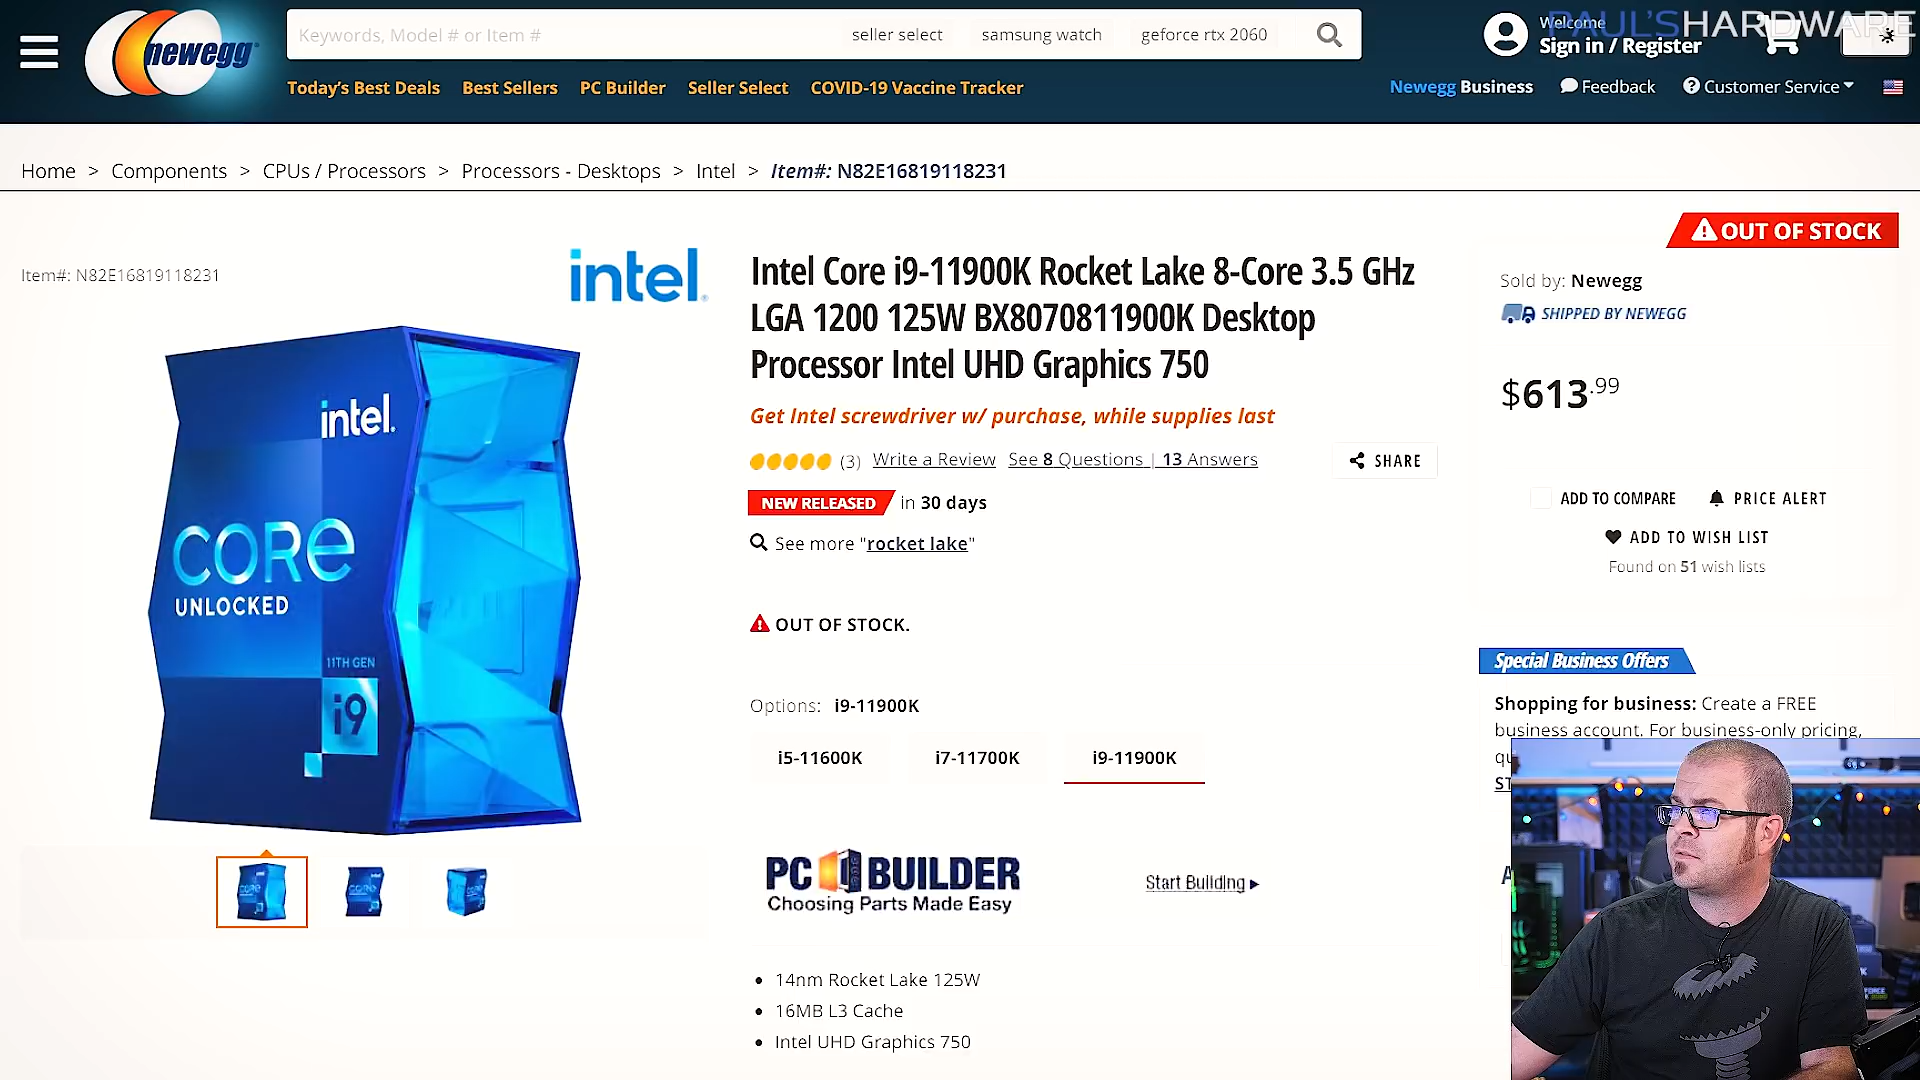 newegg
Keywords, Model # or Item #
seller select
samsung watch
geforce rtx 2060
Welcome
Sign in / Register
PAUL'SHARDWARE
Today's Best Deals
Best Sellers
PC Builder
Seller Select
COVID-19 Vaccine Tracker
Newegg Business
Feedback
Customer Service
Home > Components > CPUs / Processors > Processors - Desktops > Intel > Item#: N82E16819118231
OUT OF STOCK
Item#: N82E16819118231
intel.
Intel Core i9-11900K Rocket Lake 8-Core 3.5 GHz
LGA 1200 125W BX8070811900K Desktop
Processor Intel UHD Graphics 750
Get Intel screwdriver w/ purchase, while supplies last
(3) Write a Review See 8 Questions | 13 Answers
SHARE
NEW RELEASED in 30 days
See more "rocket lake"
OUT OF STOCK.
Options: i9-11900K
i5-11600K
i7-11700K
i9-11900K
PC BUILDER
Choosing Parts Made Easy
Start Building
14nm Rocket Lake 125W
16MB L3 Cache
Intel UHD Graphics 750
intel.
CORE
UNLOCKED
11TH GEN
i9
Sold by: Newegg
SHIPPED BY NEWEGG
$613.99
ADD TO COMPARE
PRICE ALERT
ADD TO WISH LIST
Found on 51 wish lists
Special Business Offers
Shopping for business: Create a FREE
business account. For business-only pricing,